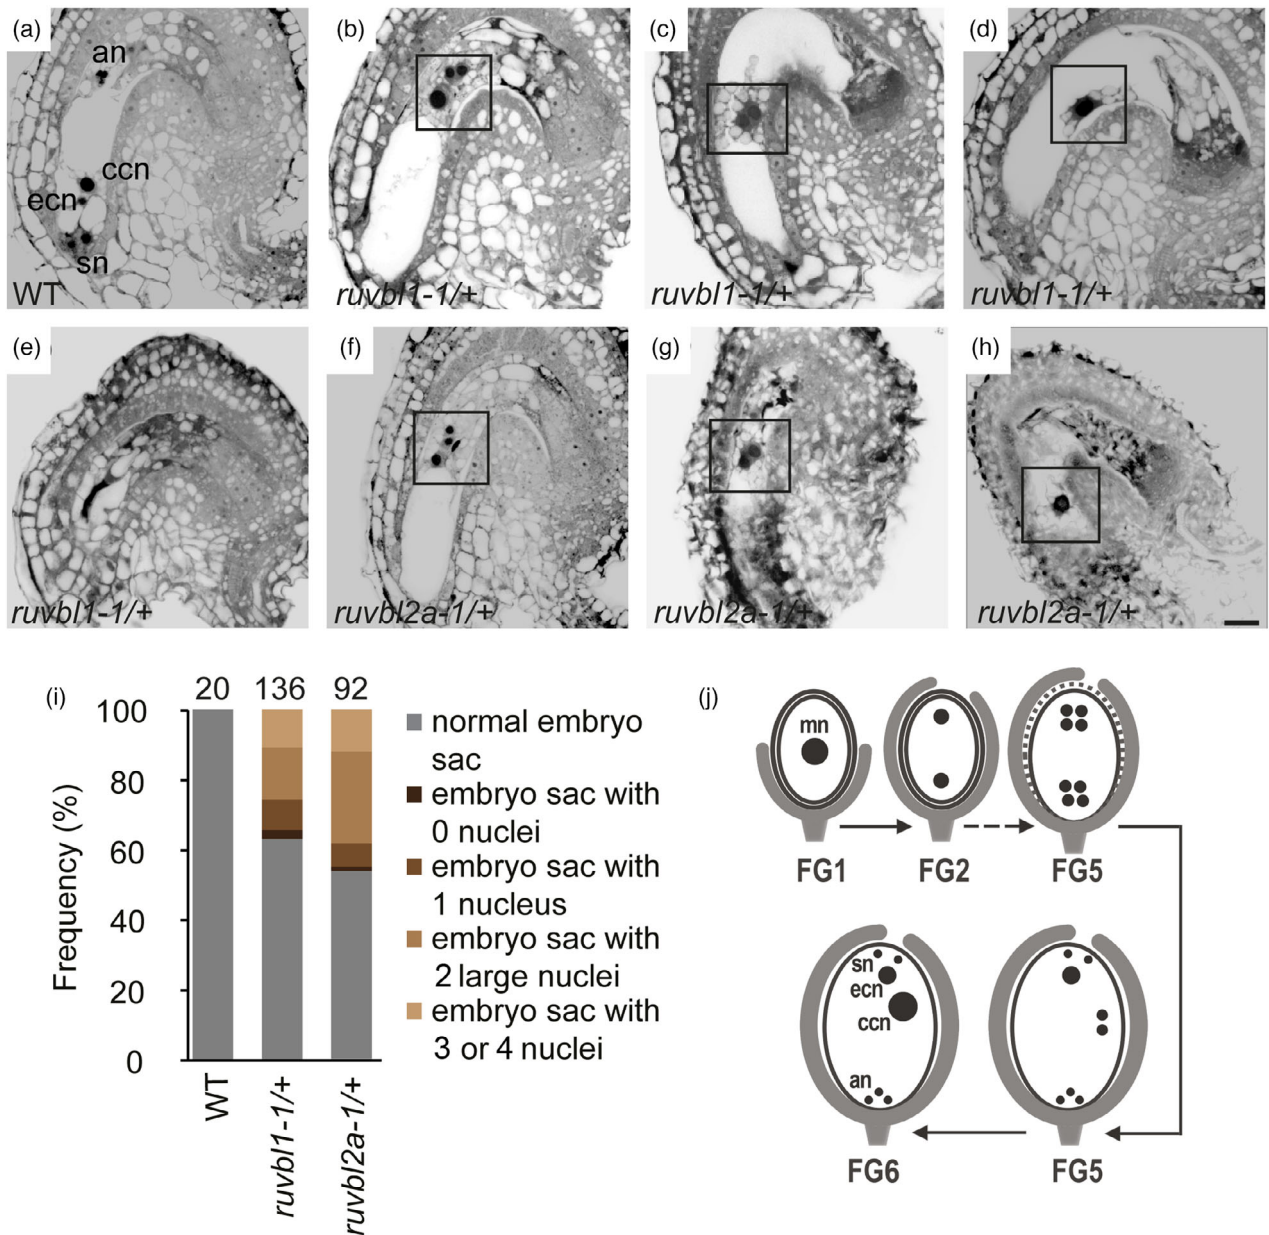 (a)
an
ccn
ecn
sn
WT
(b)
ruvbl1-1/+
(c)
ruvbl1-1/+
(d)
ruvbl1-1/+
(e)
ruvbl1-1/+
(f)
ruvbl2a-1/+
(g)
ruvbl2a-1/+
(h)
ruvbl2a-1/+
(i)
20 136 92
100
80
60
40
20
0
Frequency (%)
WT
ruvbl1-1/+
ruvbl2a-1/+
normal embryo
sac
embryo sac with
0 nuclei
embryo sac with
1 nucleus
embryo sac with
2 large nuclei
embryo sac with
3 or 4 nuclei
(j)
mn
FG1
FG2
FG5
sn
ecn
ccn
an
FG6
FG5